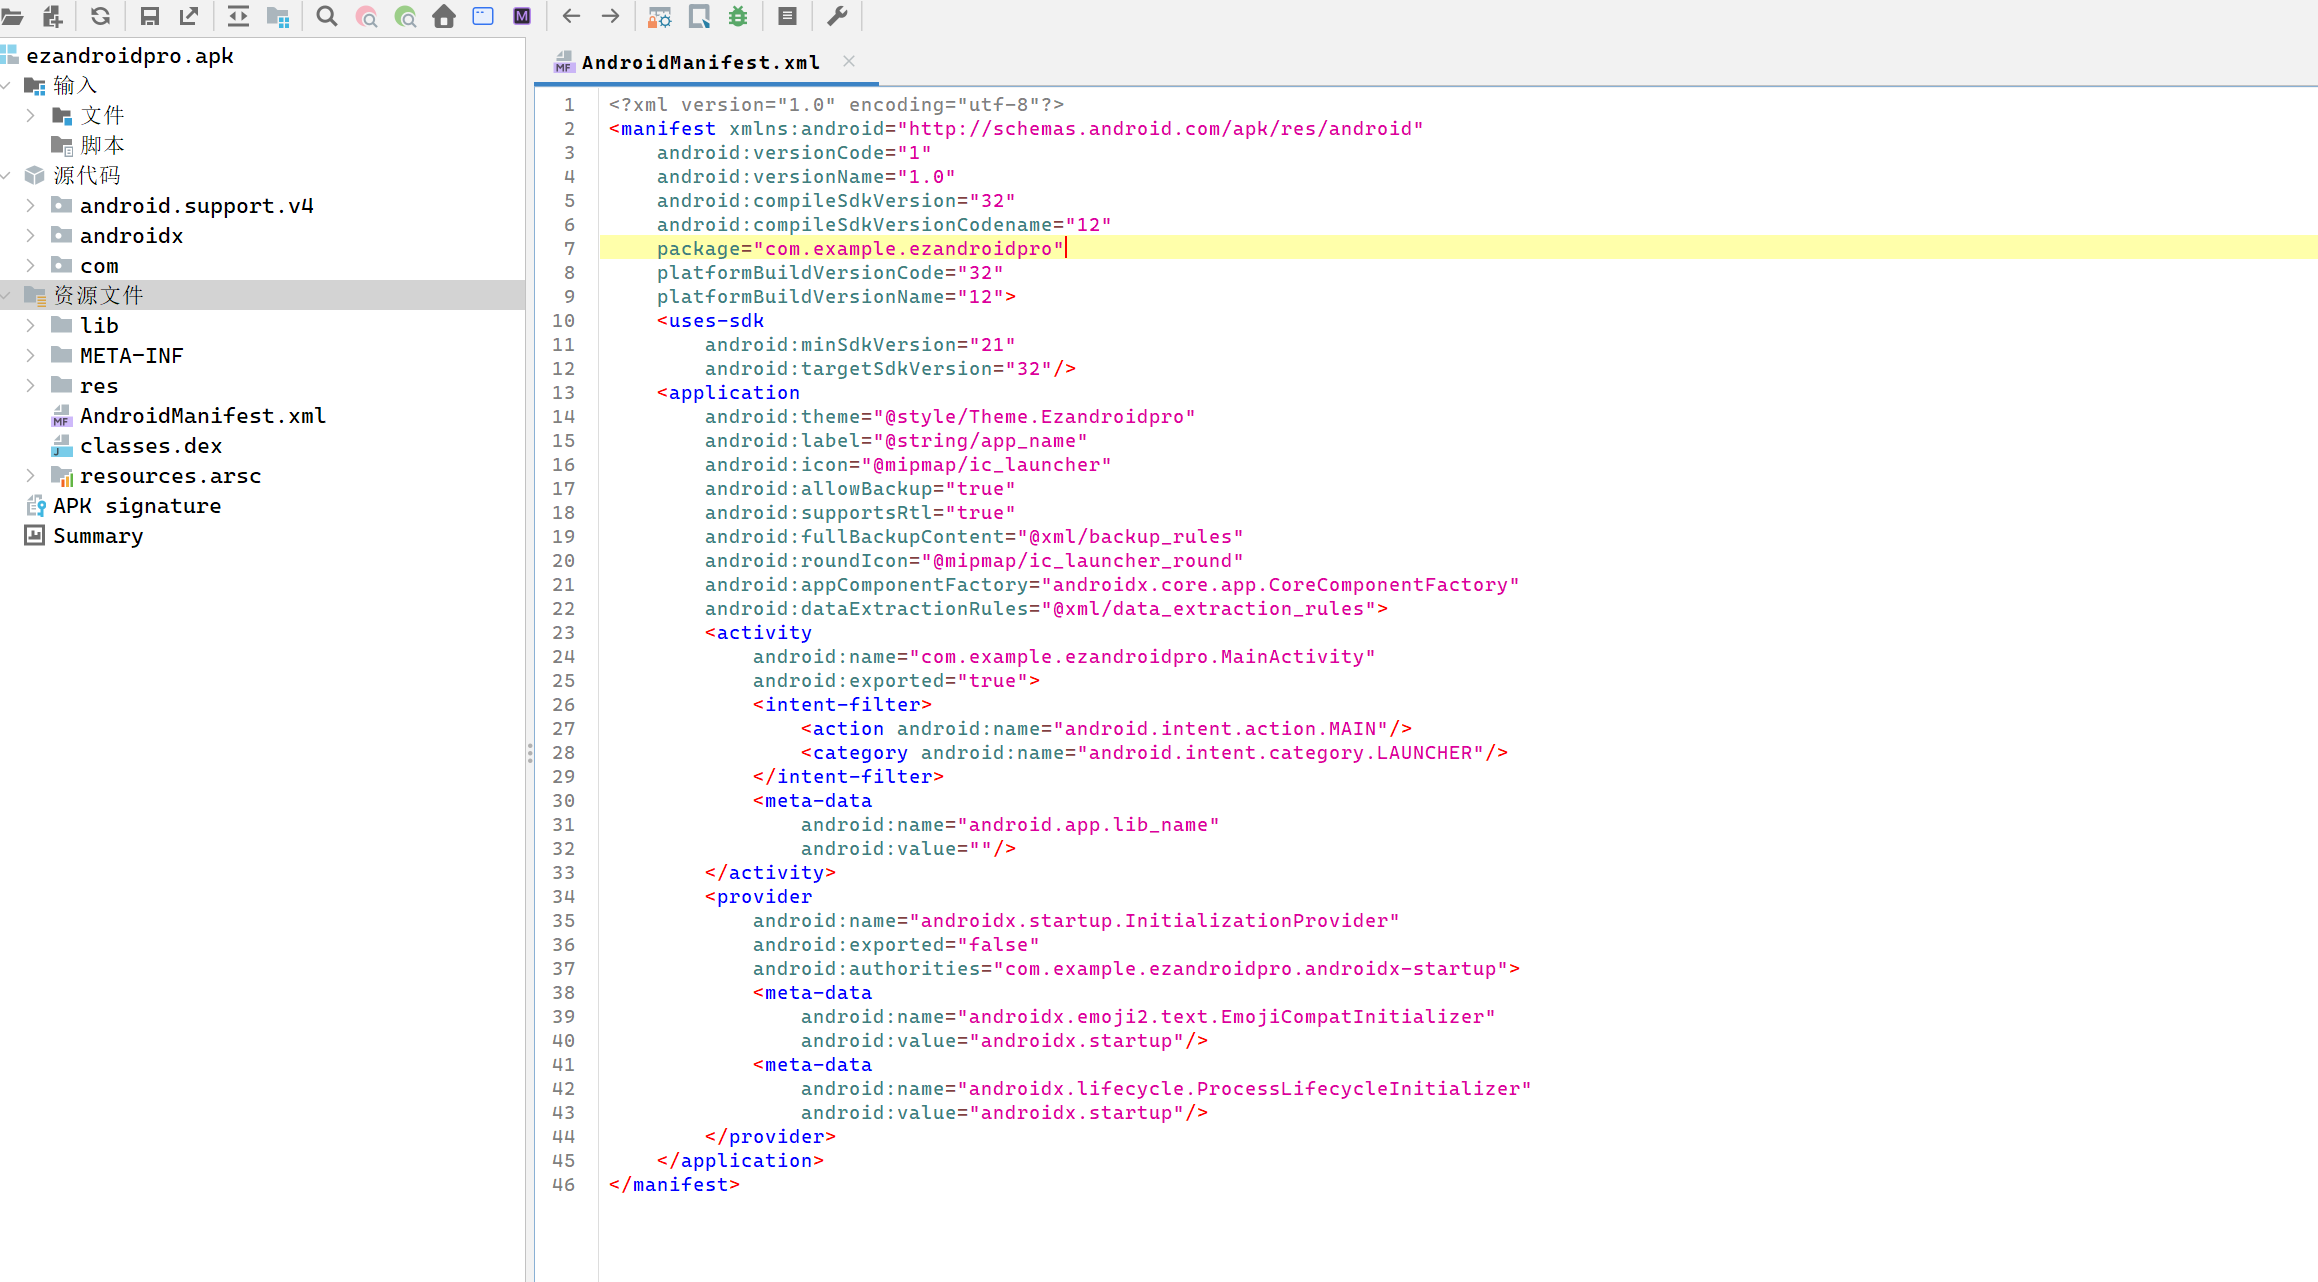 ezandroidpro.apk
输入
文件
脚本
源代码
android.support.v4
androidx
com
资源文件
lib
META-INF
res
AndroidManifest.xml
classes.dex
resources.arsc
APK signature
Summary
AndroidManifest.xml
1 <?xml version="1.0" encoding="utf-8"?>
2 <manifest xmlns:android="http://schemas.android.com/apk/res/android"
3     android:versionCode="1"
4     android:versionName="1.0"
5     android:compileSdkVersion="32"
6     android:compileSdkVersionCodename="12"
7     package="com.example.ezandroidpro"
8     platformBuildVersionCode="32"
9     platformBuildVersionName="12">
10     <uses-sdk
11         android:minSdkVersion="21"
12         android:targetSdkVersion="32"/>
13     <application
14         android:theme="@style/Theme.Ezandroidpro"
15         android:label="@string/app_name"
16         android:icon="@mipmap/ic_launcher"
17         android:allowBackup="true"
18         android:supportsRtl="true"
19         android:fullBackupContent="@xml/backup_rules"
20         android:roundIcon="@mipmap/ic_launcher_round"
21         android:appComponentFactory="androidx.core.app.CoreComponentFactory"
22         android:dataExtractionRules="@xml/data_extraction_rules">
23         <activity
24             android:name="com.example.ezandroidpro.MainActivity"
25             android:exported="true">
26             <intent-filter>
27                 <action android:name="android.intent.action.MAIN"/>
28                 <category android:name="android.intent.category.LAUNCHER"/>
29             </intent-filter>
30             <meta-data
31                 android:name="android.app.lib_name"
32                 android:value=""/>
33         </activity>
34         <provider
35             android:name="androidx.startup.InitializationProvider"
36             android:exported="false"
37             android:authorities="com.example.ezandroidpro.androidx-startup">
38             <meta-data
39                 android:name="androidx.emoji2.text.EmojiCompatInitializer"
40                 android:value="androidx.startup"/>
41             <meta-data
42                 android:name="androidx.lifecycle.ProcessLifecycleInitializer"
43                 android:value="androidx.startup"/>
44         </provider>
45     </application>
46 </manifest>